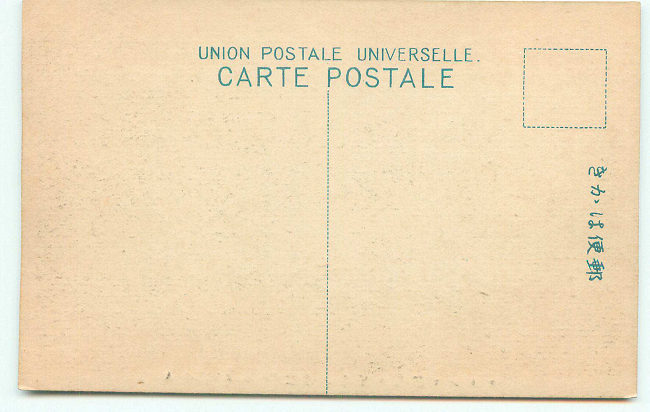 UNION POSTALE UNIVERSELLE.
CARTE POSTALE
きかは便郵